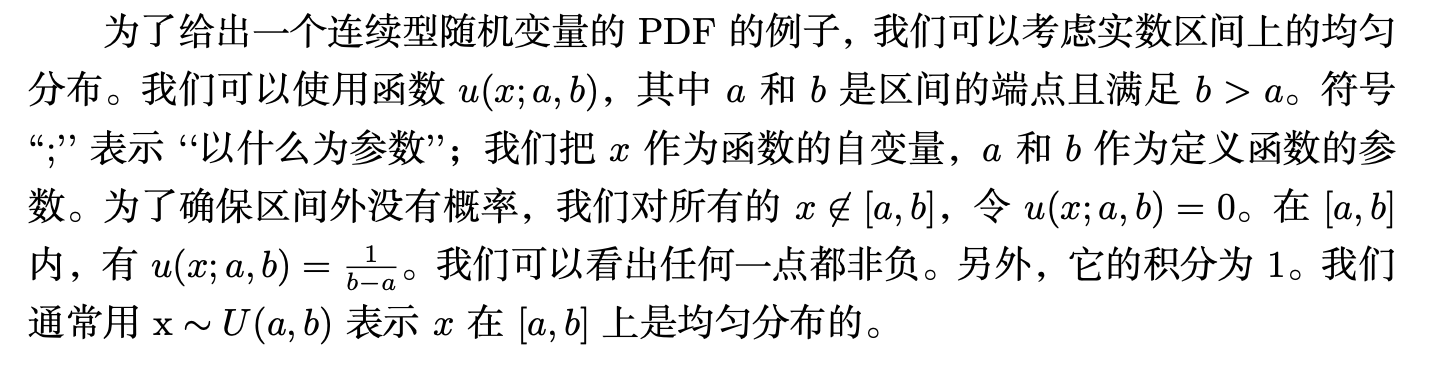 为了给出一个连续型随机变量的 PDF 的例子，我们可以考虑实数区间上的均匀
分布。我们可以使用函数 u(x; a, b)，其中 a 和 b 是区间的端点且满足 b > a。符号
“;” 表示 “以什么为参数”；我们把 x 作为函数的自变量，a 和 b 作为定义函数的参
数。为了确保区间外没有概率，我们对所有的 x ∉ [a, b]，令 u(x; a, b) = 0。在 [a, b]
内，有 u(x; a, b) = \frac{1}{b−a}。我们可以看出任何一点都非负。另外，它的积分为 1。我们
通常用 x ∼ U(a, b) 表示 x 在 [a, b] 上是均匀分布的。